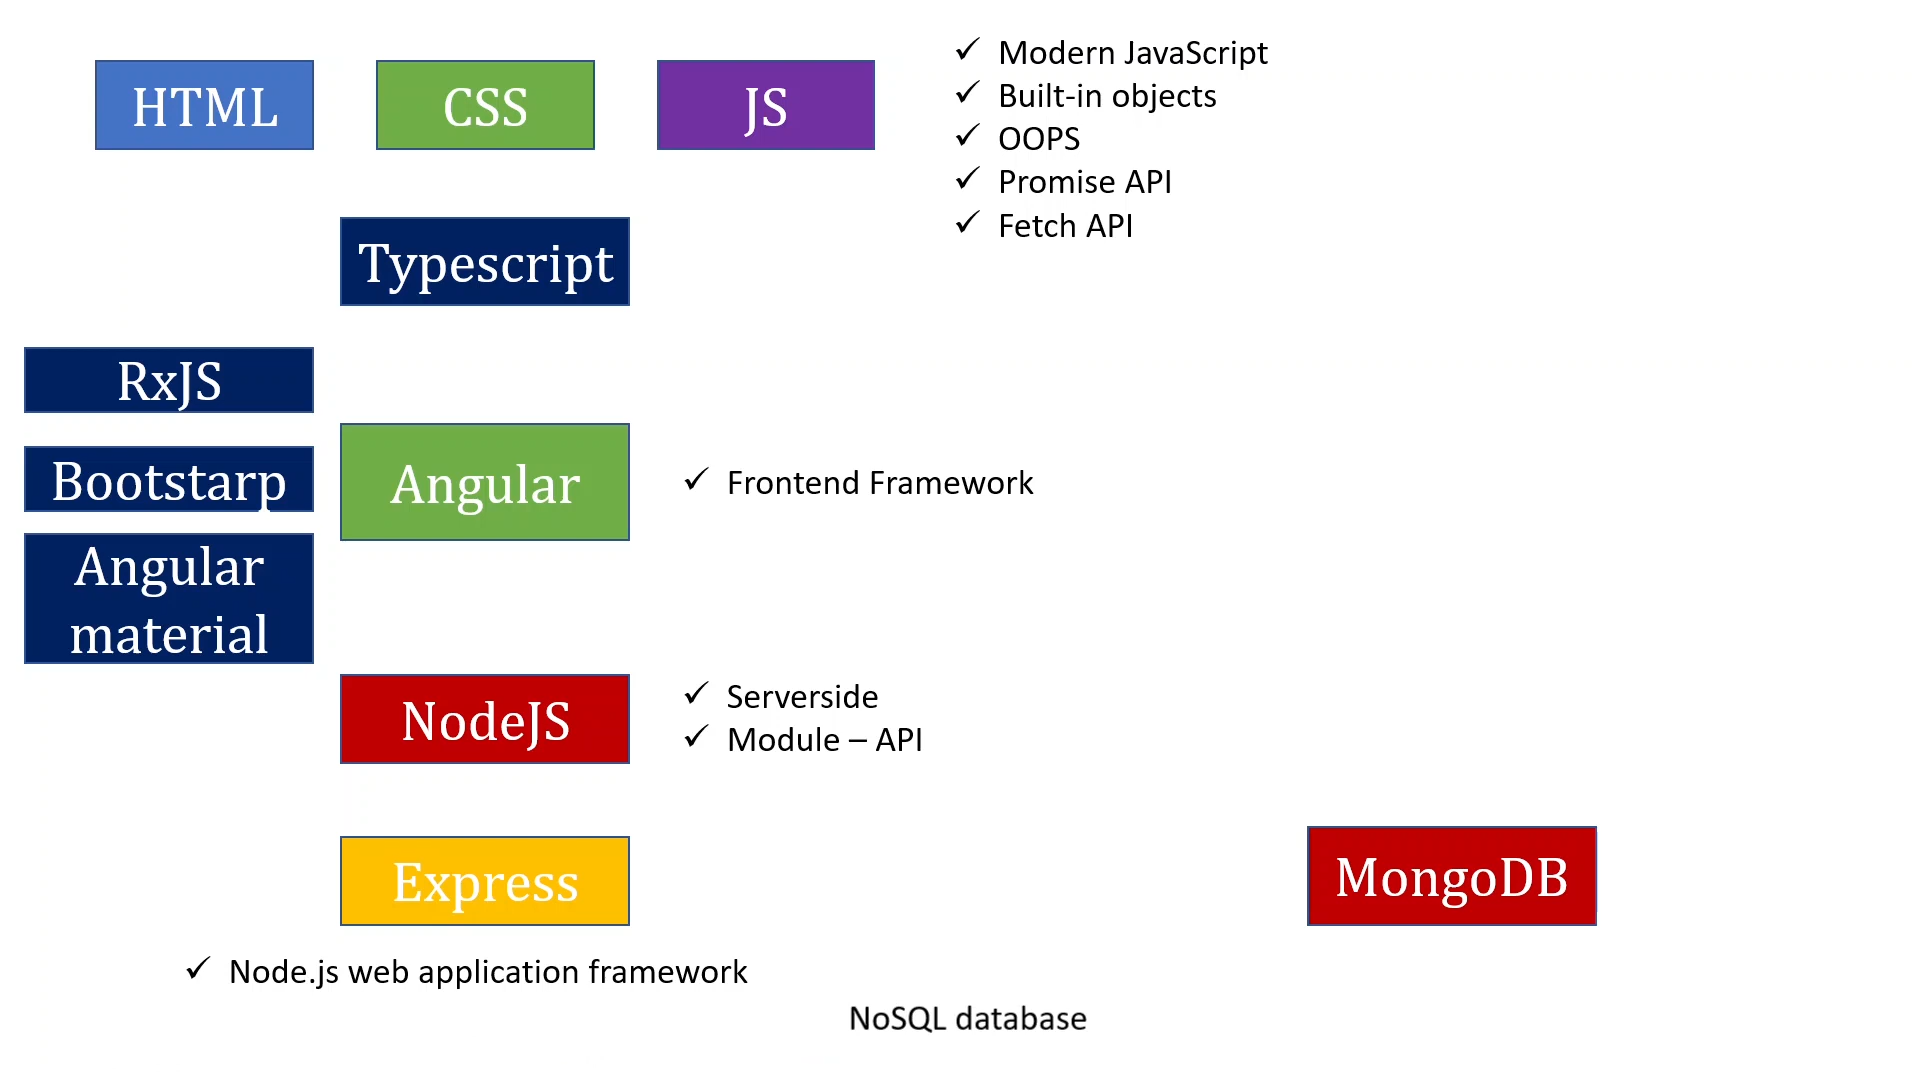 HTML
CSS
JS
✓ Modern JavaScript
✓ Built-in objects
✓ OOPS
✓ Promise API
✓ Fetch API
Typescript
RxJS
Bootstarp
Angular
material
Angular
✓ Frontend Framework
NodeJS
✓ Serverside
✓ Module – API
Express
MongoDB
✓ Node.js web application framework
NoSQL database